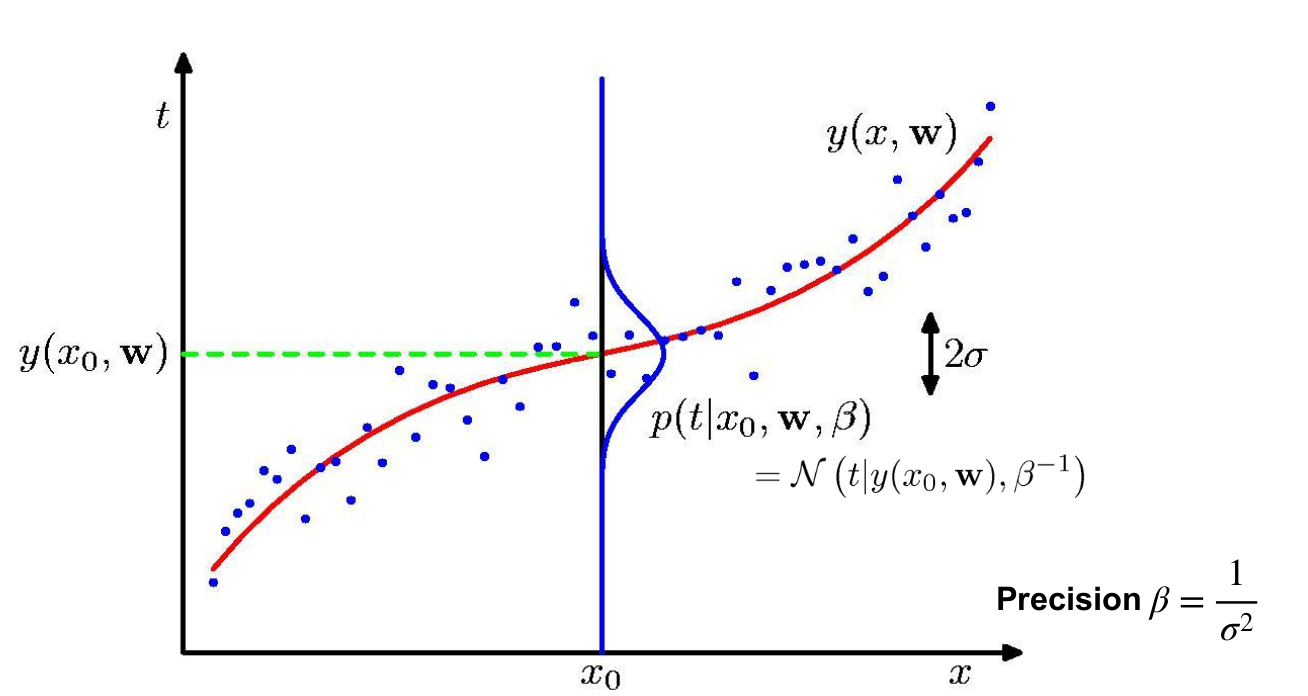 t
y(x, w)
y(x₀, w)
2σ
p(t|x₀, w, β)
= 𝒩 (t|y(x₀, w), β⁻¹)
Precision β = 1/σ²
x₀
x